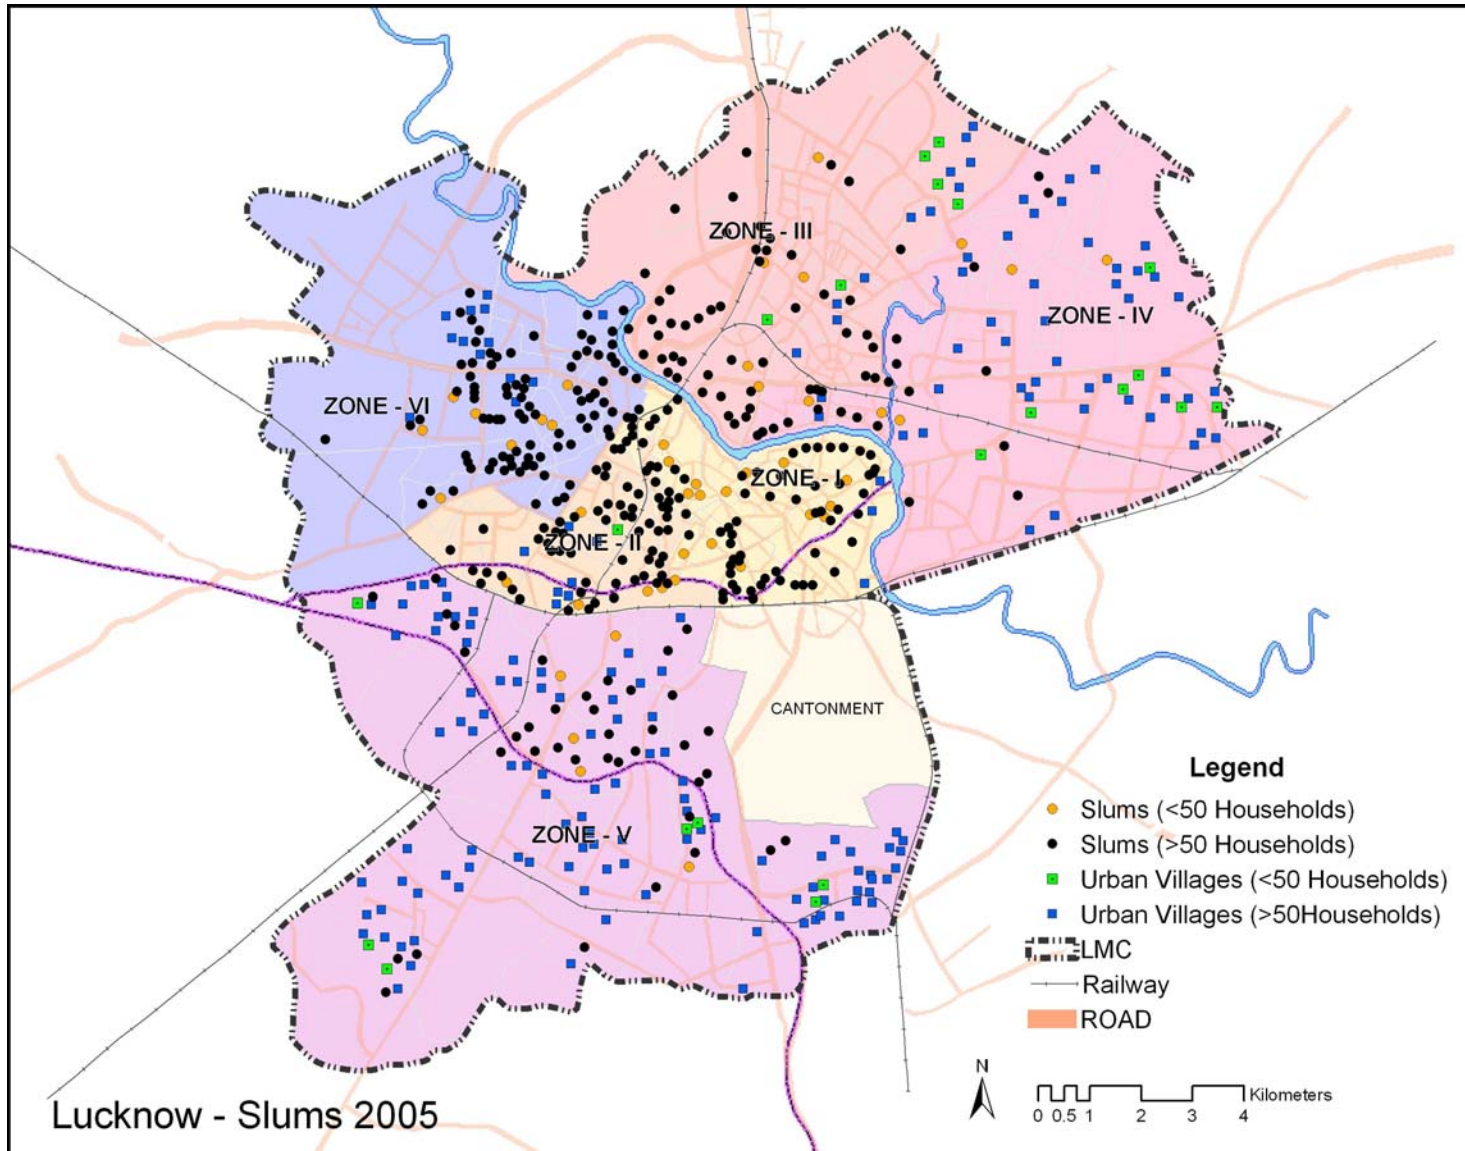 ZONE - III
ZONE - IV
ZONE - VI
ZONE - I
ZONE - II
CANTONMENT
ZONE - V
Legend
Slums (<50 Households)
Slums (>50 Households)
Urban Villages (<50 Households)
Urban Villages (>50Households)
LMC
Railway
ROAD
N
Kilometers
0 0.5 1 2 3 4
Lucknow - Slums 2005